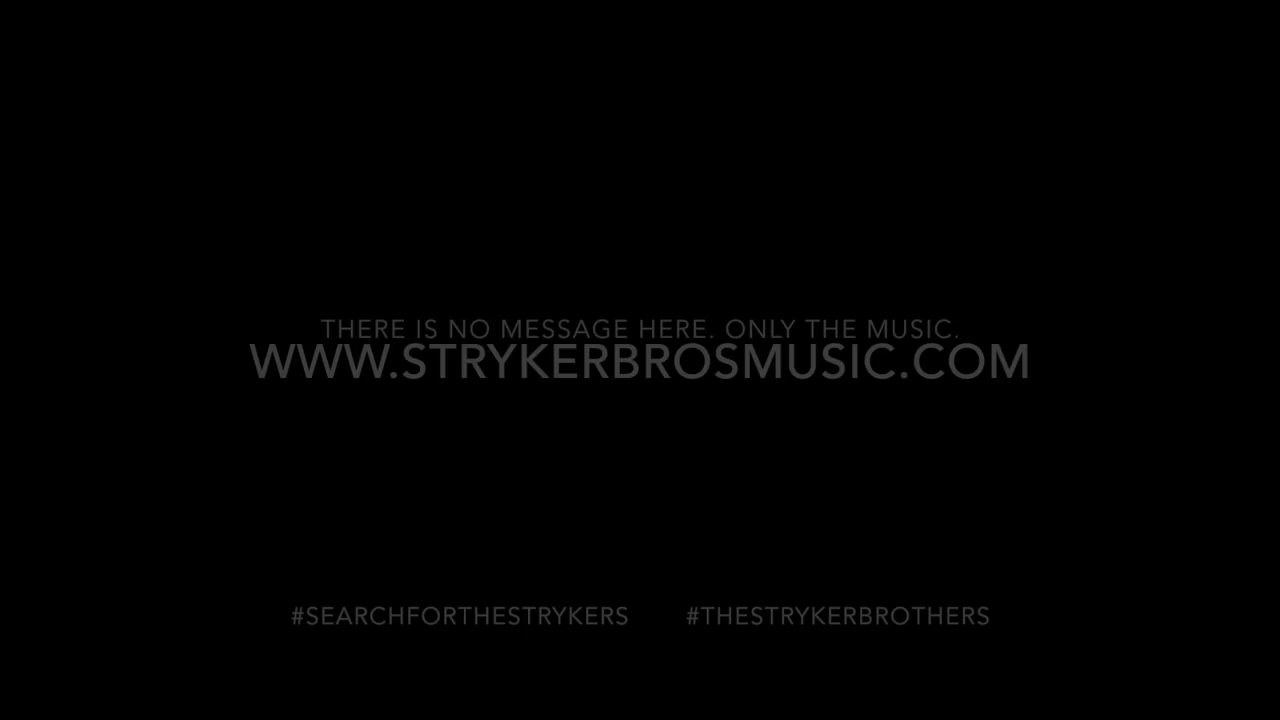 THERE IS NO MESSAGE HERE. ONLY THE MUSIC.
WWW.STRYKERBROSMUSIC.COM
#SEARCHFORTHESTRYKERS #THESTRYKERBROTHERS